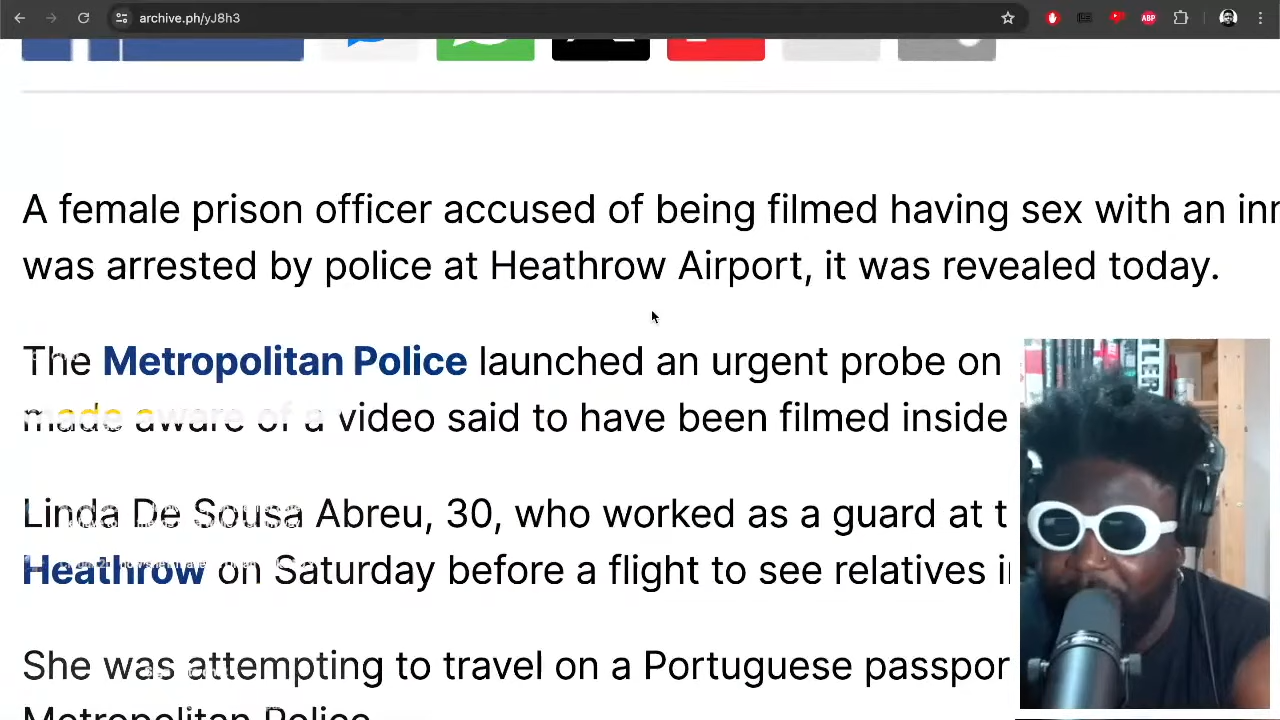 archive.ph/yJ8h3
ABP
A female prison officer accused of being filmed having sex with an
was arrested by police at Heathrow Airport, it was revealed today.
The Metropolitan Police launched an urgent probe on
made aware of a video said to have been filmed inside
Linda De Sousa Abreu, 30, who worked as a guard at
Heathrow on Saturday before a flight to see relatives
She was attempting to travel on a Portuguese
Metropolitan Police